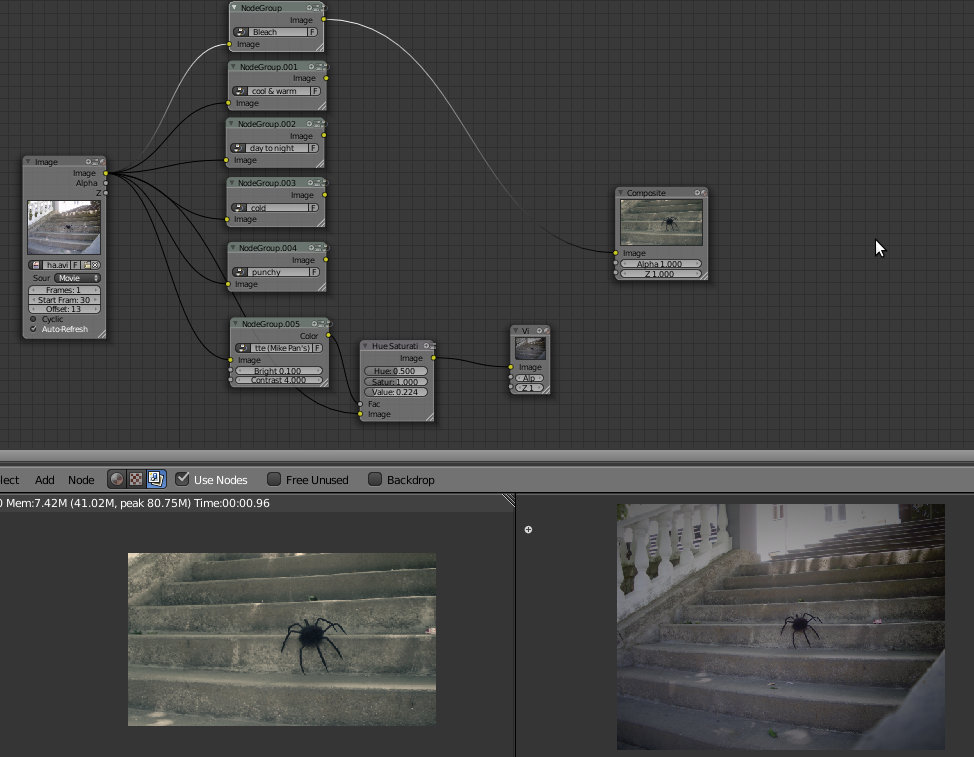 NodeGroup
Image
Bleach F
Image
NodeGroup.001
Image
cool & warm F
Image
NodeGroup.002
Image
day to night F
Image
NodeGroup.003
Image
cold F
Image
NodeGroup.004
Image
punchy F
Image
NodeGroup.005
Color
tte (Mike Pan's) F
Image
Bright 0.100
Contrast 4.000
Image
Image
Alpha
Z
ha.avi F
Sour Movie
Frames: 1
Start Fram: 30
Offset: 13
Cyclic
Auto-Refresh
Hue Saturati
Image
Hue: 0.500
Satur: 1.000
Value: 0.224
Fac
Image
Vi
Image
Alp
Z 1
Composite
Image
Alpha 1.000
Z 1.000
lect Add Node Use Nodes Free Unused Backdrop
0 Mem:7.42M (41.02M, peak 80.75M) Time:00:00.96